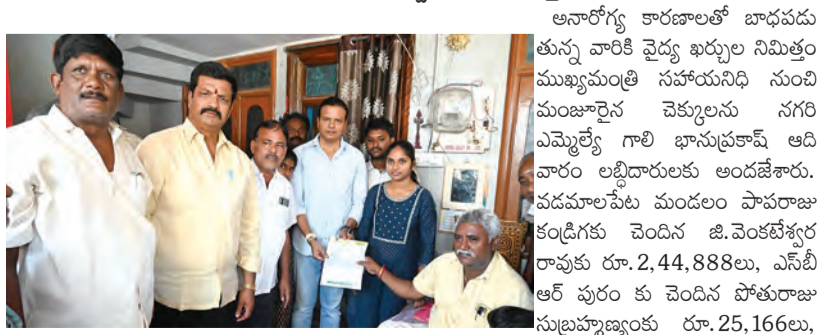 అనారోగ్య కారణాలతో బాధపడు
తున్న వారికి వైద్య ఖర్చుల నిమిత్తం
ముఖ్యమంత్రి సహాయనిధి నుంచి
మంజూరైన చెక్కులను నగరి
ఎమ్మెల్యే గాలి భానుప్రకాష్ ఆది
వారం లబ్ధిదారులకు అందజేశారు.
వడమాలపేట మండలం పాపరాజు
కండ్రిగకు చెందిన జి.వెంకటేశ్వర
రావుకు రూ.2,44,888లు, ఎస్‌బీ
ఆర్ పురం కు చెందిన పోతురాజు
సుబ్రహ్మణ్యంకు రూ.25,166లు,